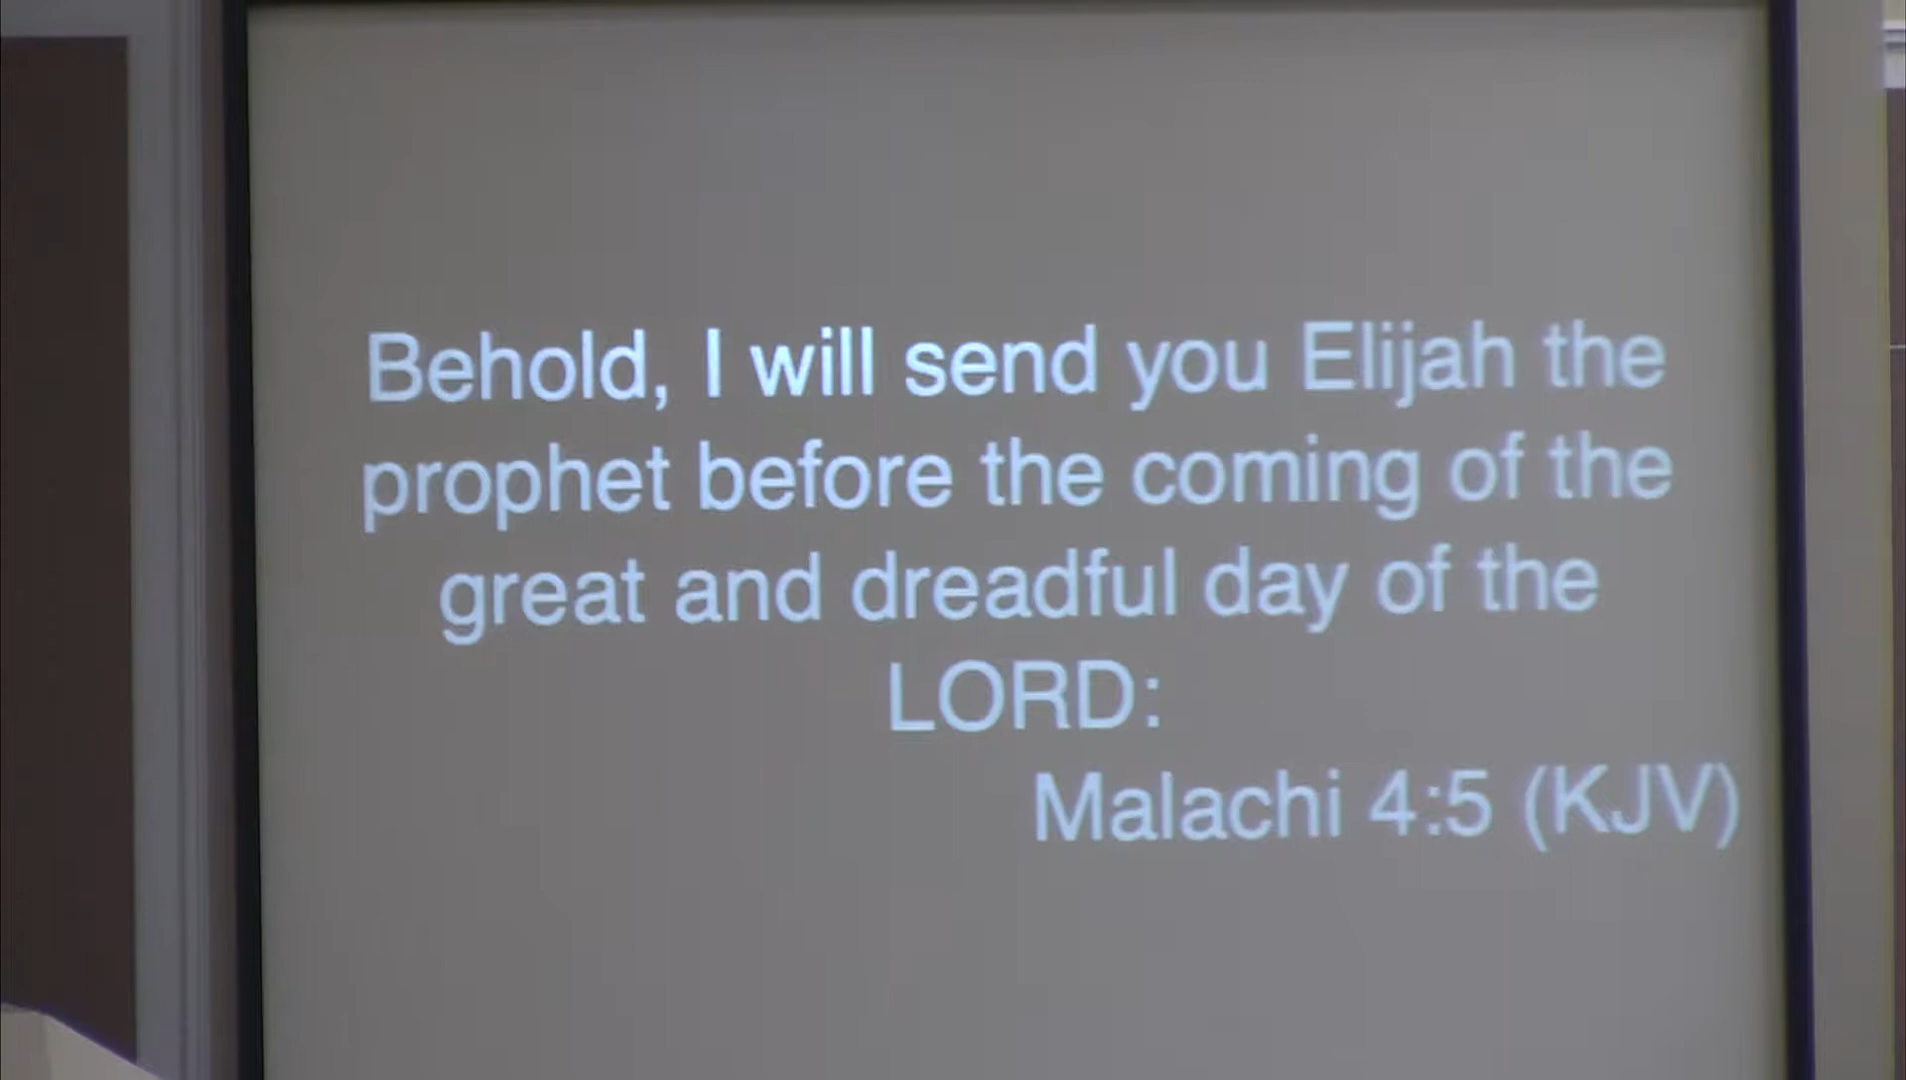 Behold, I will send you Elijah the
prophet before the coming of the
great and dreadful day of the
LORD:
Malachi 4:5 (KJV)